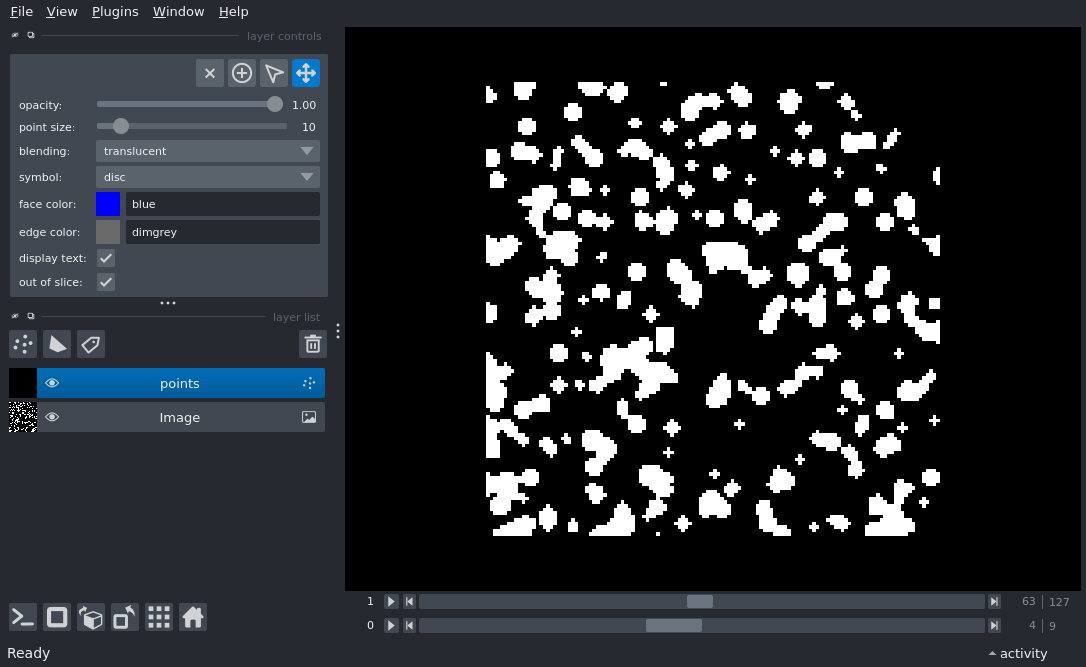 File View Plugins Window Help
layer controls
opacity: 1.00
point size: 10
blending: translucent
symbol: disc
face color: blue
edge color: dimgrey
display text:
out of slice:
layer list
points
Image
1 63 | 127
0 4 | 9
Ready activity